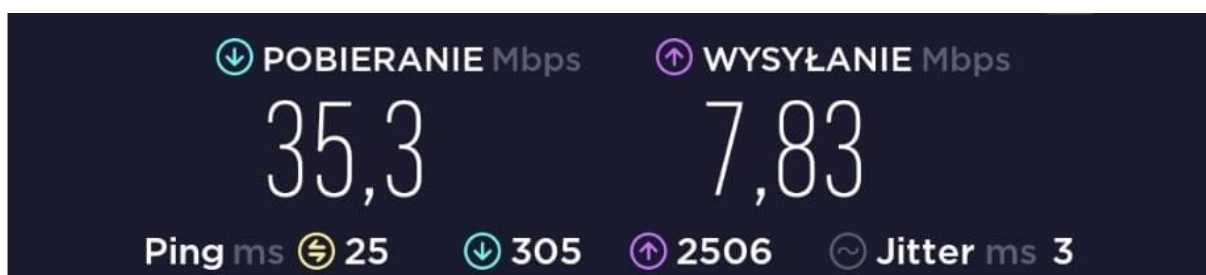 POBIERANIE Mbps WYSYŁANIE Mbps
35,3 7,83
Ping ms 25 305 2506 Jitter ms 3